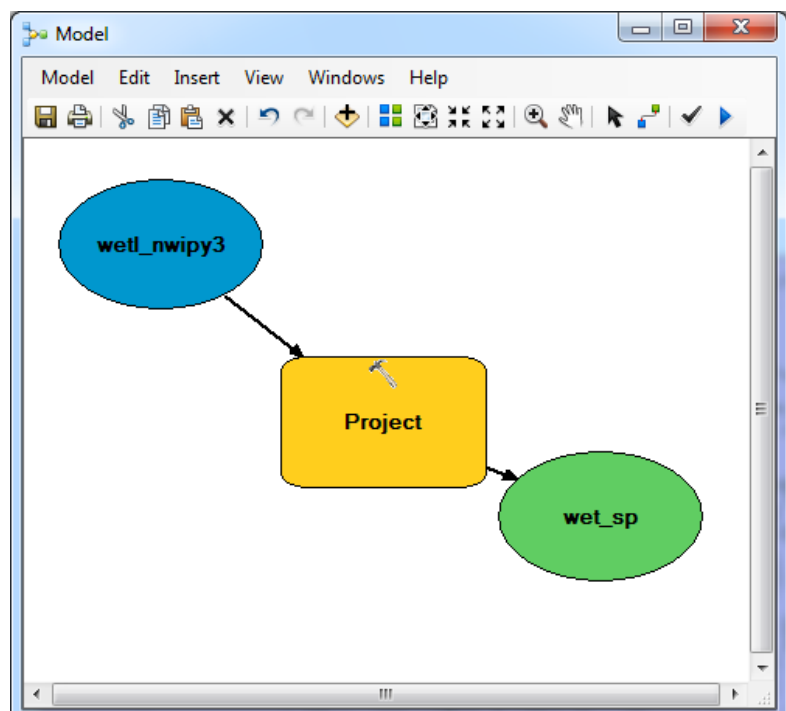 Model
Model Edit Insert View Windows Help
wetl_nwipy3
Project
wet_sp